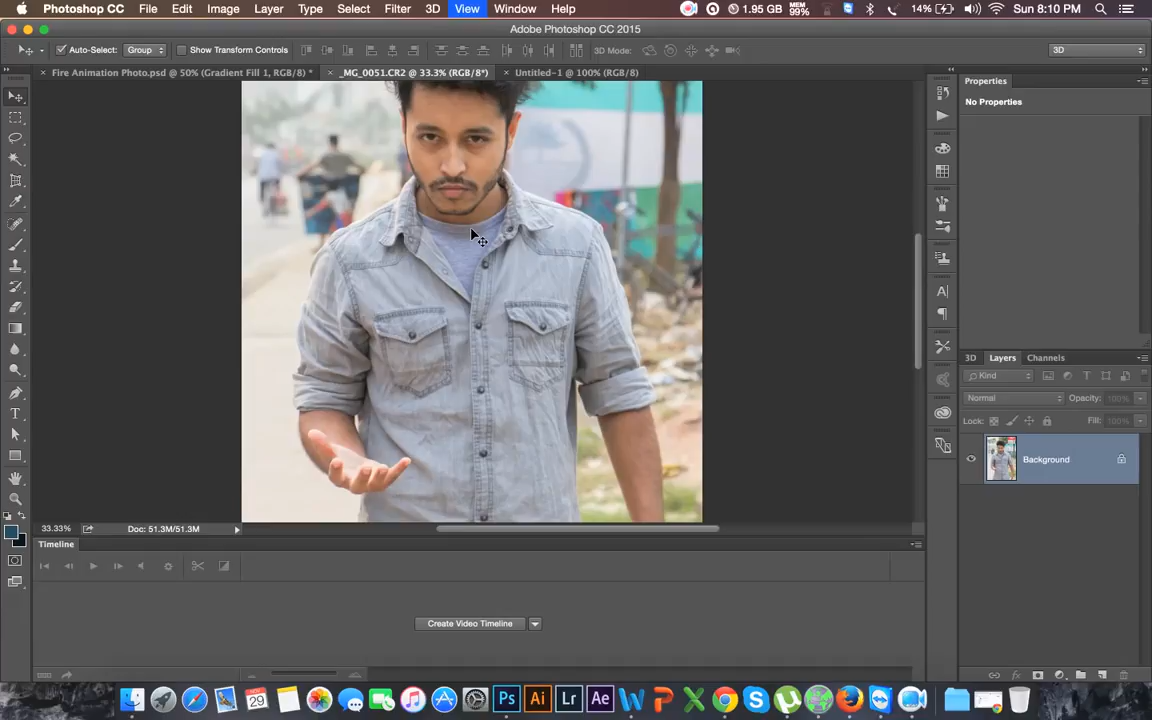 Photoshop CC File Edit Image Layer Type Select Filter 3D View Window Help 1.95 GB MEM 99% 14% Sun 8:10 PM
Adobe Photoshop CC 2015
Auto-Select: Group Show Transform Controls 3D Mode: 3D
Fire Animation Photo.psd @ 50% (Gradient Fill 1, RGB/8) * _MG_0051.CR2 @ 33.3% (RGB/8*) Untitled-1 @ 100% (RGB/8)
Properties
No Properties
3D Layers Channels
Kind
Normal Opacity: 100%
Lock: Fill: 100%
Background
33.33% Doc: 51.3M/51.3M
Timeline
Create Video Timeline
29
Ps Ai Lr Ae